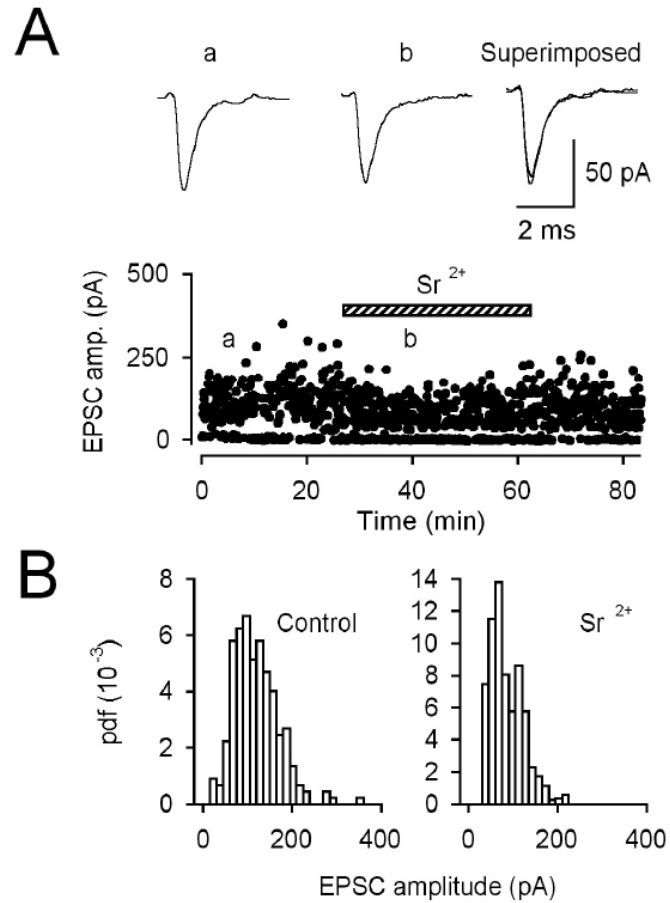 A
a b Superimposed
50 pA
2 ms
EPSC amp. (pA)
500
250
0
Sr 2+
a b
0 20 40 60 80
Time (min)
B
pdf (10-3)
8
6
4
2
0
Control
0 200 400
14
12
10
8
6
4
2
0
Sr 2+
0 200 400
EPSC amplitude (pA)